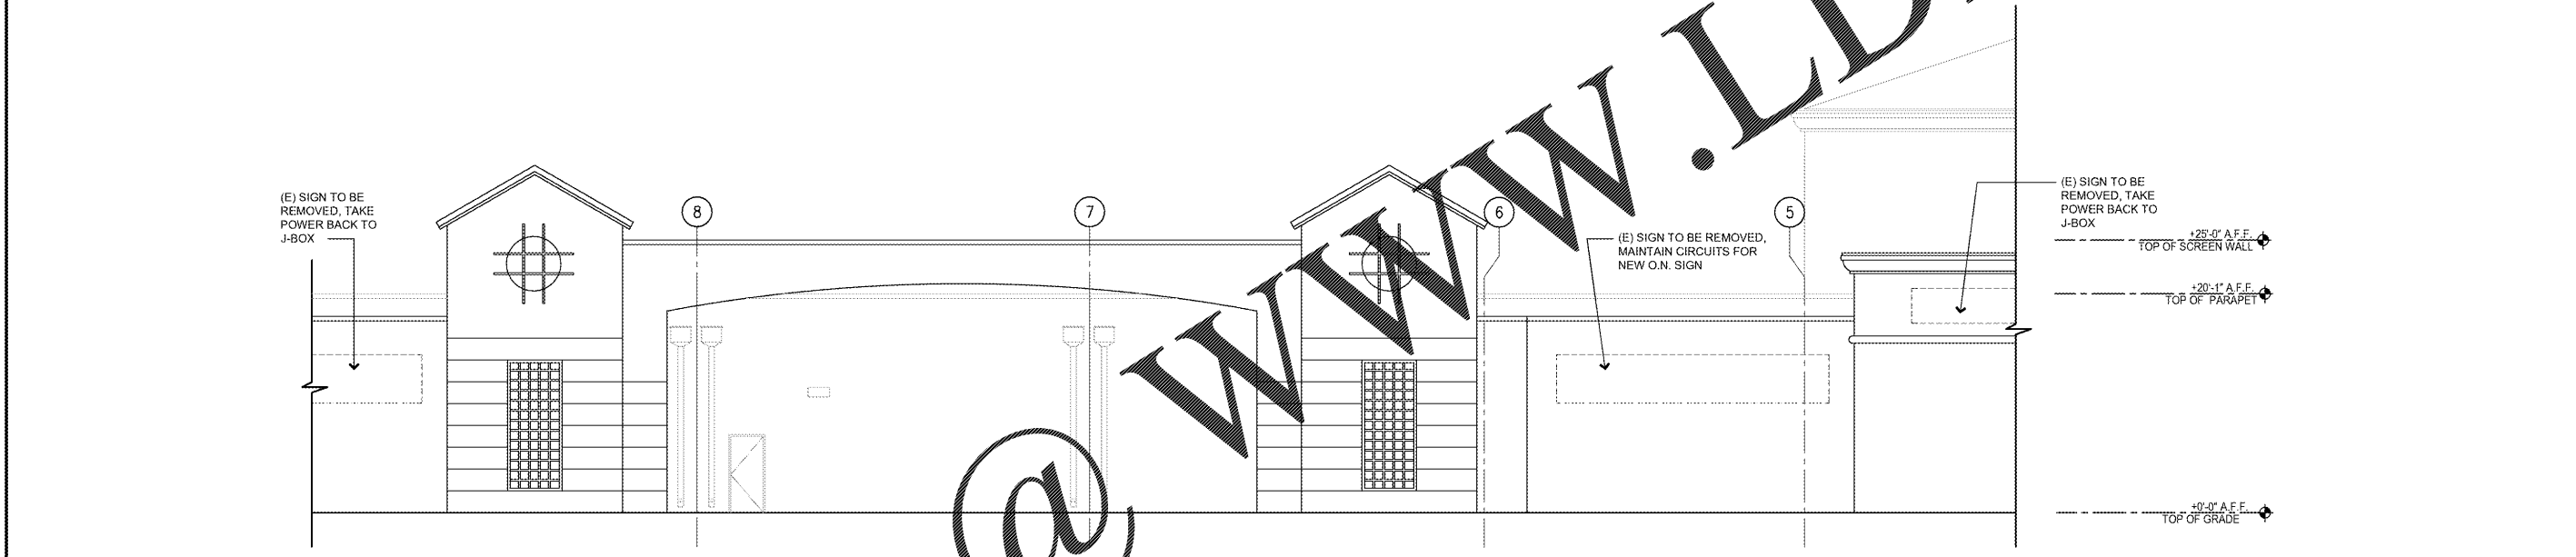 (E) SIGN TO BE
REMOVED, TAKE
POWER BACK TO
J-BOX
8
7
6
5
(E) SIGN TO BE REMOVED,
MAINTAIN CIRCUITS FOR
NEW O.N. SIGN
(E) SIGN TO BE
REMOVED, TAKE
POWER BACK TO
J-BOX
+25'-0" A.F.F.
TOP OF SCREEN WALL
+20'-1" A.F.F.
TOP OF PARAPET
+0'-0" A.F.F.
TOP OF GRADE
@ WWW.LD